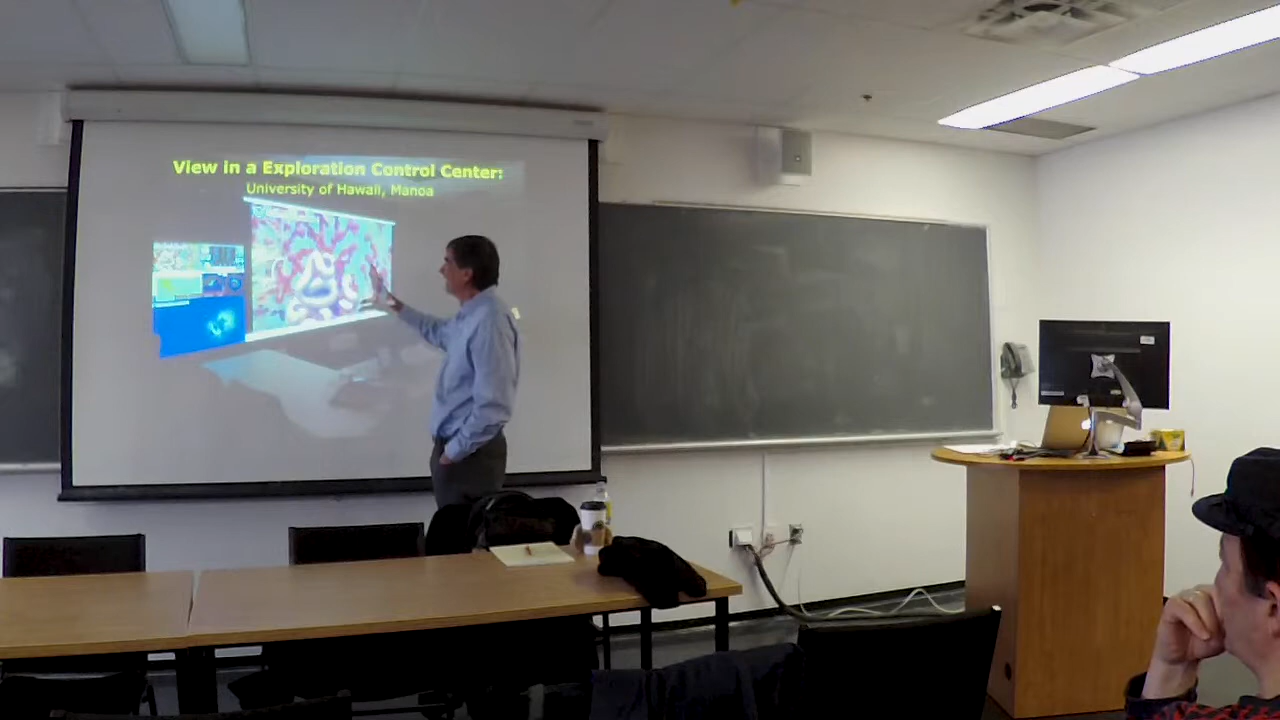 View in a Exploration Control Center:
University of Hawaii, Manoa